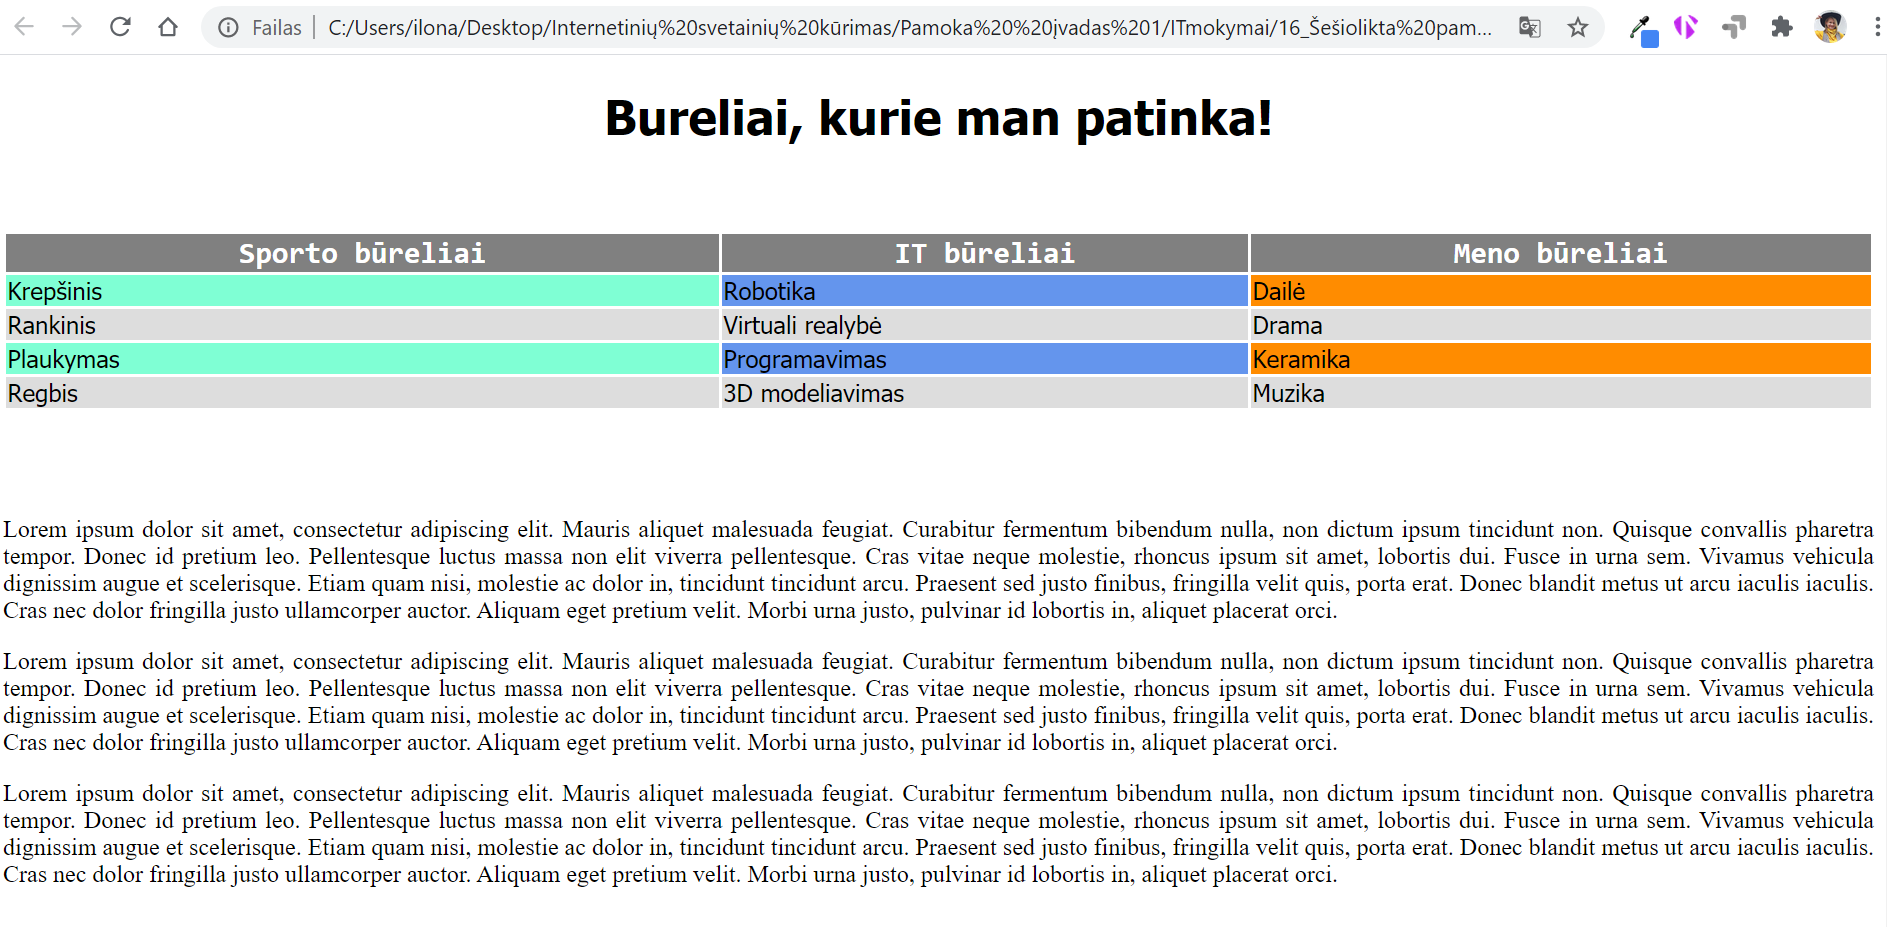 Failas C:/Users/ilona/Desktop/Internetinių%20svetainių%20kūrimas/Pamoka%20%20įvadas%201/ITmokymai/16_Šešiolikta%20pam...
Bureliai, kurie man patinka!
Sporto būreliai IT būreliai Meno būreliai
Krepšinis Robotika Dailė
Rankinis Virtuali realybė Drama
Plaukymas Programavimas Keramika
Regbis 3D modeliavimas Muzika
Lorem ipsum dolor sit amet, consectetur adipiscing elit. Mauris aliquet malesuada feugiat. Curabitur fermentum bibendum nulla, non dictum ipsum tincidunt non. Quisque convallis pharetra
tempor. Donec id pretium leo. Pellentesque luctus massa non elit viverra pellentesque. Cras vitae neque molestie, rhoncus ipsum sit amet, lobortis dui. Fusce in urna sem. Vivamus vehicula
dignissim augue et scelerisque. Etiam quam nisi, molestie ac dolor in, tincidunt tincidunt arcu. Praesent sed justo finibus, fringilla velit quis, porta erat. Donec blandit metus ut arcu iaculis iaculis.
Cras nec dolor fringilla justo ullamcorper auctor. Aliquam eget pretium velit. Morbi urna justo, pulvinar id lobortis in, aliquet placerat orci.
Lorem ipsum dolor sit amet, consectetur adipiscing elit. Mauris aliquet malesuada feugiat. Curabitur fermentum bibendum nulla, non dictum ipsum tincidunt non. Quisque convallis pharetra
tempor. Donec id pretium leo. Pellentesque luctus massa non elit viverra pellentesque. Cras vitae neque molestie, rhoncus ipsum sit amet, lobortis dui. Fusce in urna sem. Vivamus vehicula
dignissim augue et scelerisque. Etiam quam nisi, molestie ac dolor in, tincidunt tincidunt arcu. Praesent sed justo finibus, fringilla velit quis, porta erat. Donec blandit metus ut arcu iaculis iaculis.
Cras nec dolor fringilla justo ullamcorper auctor. Aliquam eget pretium velit. Morbi urna justo, pulvinar id lobortis in, aliquet placerat orci.
Lorem ipsum dolor sit amet, consectetur adipiscing elit. Mauris aliquet malesuada feugiat. Curabitur fermentum bibendum nulla, non dictum ipsum tincidunt non. Quisque convallis pharetra
tempor. Donec id pretium leo. Pellentesque luctus massa non elit viverra pellentesque. Cras vitae neque molestie, rhoncus ipsum sit amet, lobortis dui. Fusce in urna sem. Vivamus vehicula
dignissim augue et scelerisque. Etiam quam nisi, molestie ac dolor in, tincidunt tincidunt arcu. Praesent sed justo finibus, fringilla velit quis, porta erat. Donec blandit metus ut arcu iaculis iaculis.
Cras nec dolor fringilla justo ullamcorper auctor. Aliquam eget pretium velit. Morbi urna justo, pulvinar id lobortis in, aliquet placerat orci.